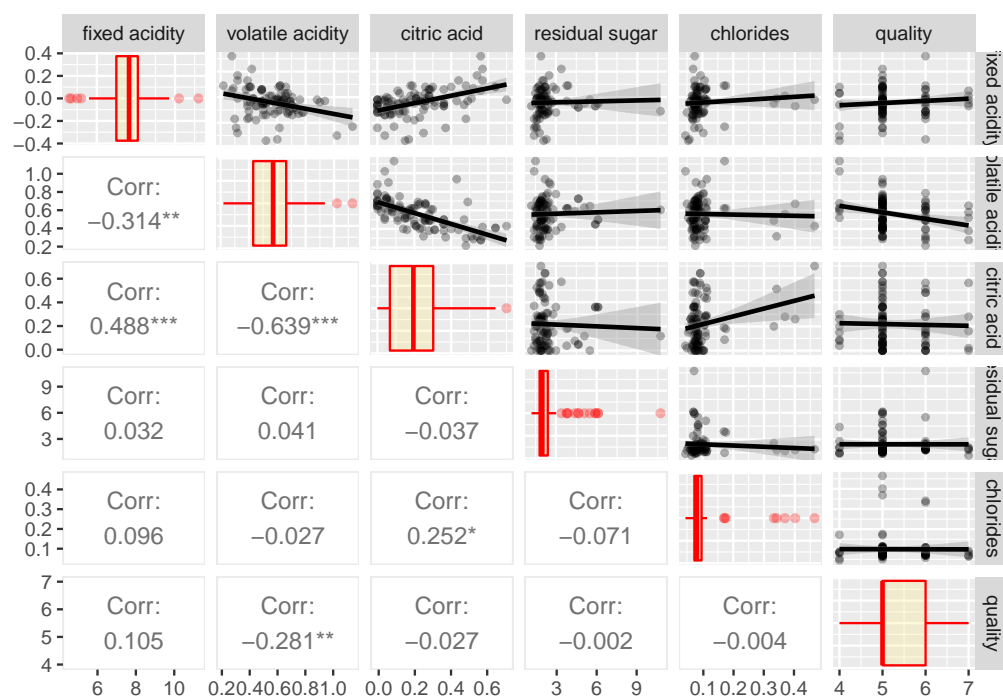 fixed acidity volatile acidity citric acid residual sugar chlorides quality
0.4
0.2
0.0
−0.2
−0.4
ixed acidity
1.0
0.8
0.6
0.4
0.2
Corr:
−0.314**
olatile acidi
0.6
0.4
0.2
0.0
Corr:
0.488***
Corr:
−0.639***
citric acid
9
6
3
Corr:
0.032
Corr:
0.041
Corr:
−0.037
sidual suga
0.4
0.3
0.2
0.1
Corr:
0.096
Corr:
−0.027
Corr:
0.252*
Corr:
−0.071
chlorides
7
6
5
4
Corr:
0.105
Corr:
−0.281**
Corr:
−0.027
Corr:
−0.002
Corr:
−0.004
quality
6 8 10 0.20.40.60.81.0 0.0 0.2 0.4 0.6 3 6 9 0.10.20.30.4 4 5 6 7